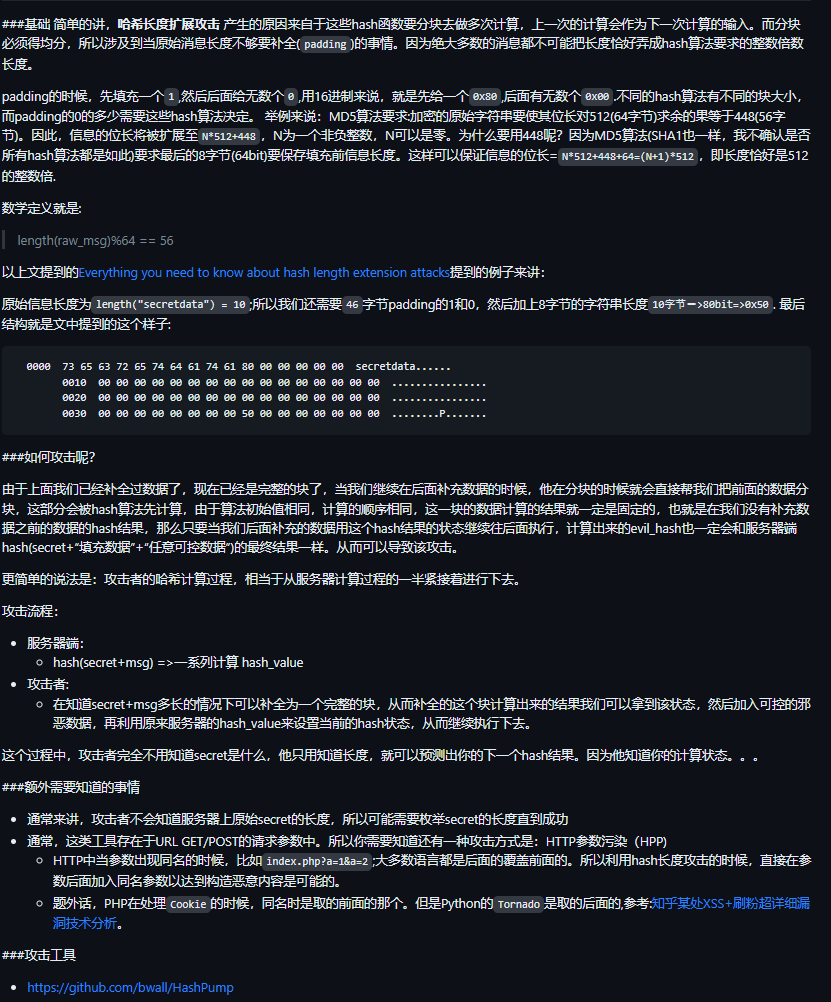 ###基础 简单的讲，哈希长度扩展攻击 产生的原因来自于这些hash函数要分块去做多次计算，上一次的计算会作为下一次计算的输入。而分块
必须得均分，所以涉及到当原始消息长度不够要补全(padding)的事情。因为绝大多数的消息都不可能把长度恰好弄成hash算法要求的整数倍数
长度。
padding的时候，先填充一个1,然后后面给无数个0,用16进制来说，就是先给一个0x80,后面有无数个0x00,不同的hash算法有不同的块大小，
而padding的0的多少需要这些hash算法决定。 举例来说：MD5算法要求:加密的原始字符串要使其位长对512(64字节)求余的果等于448(56字
节)。因此，信息的位长将被扩展至N*512+448，N为一个非负整数，N可以是零。为什么要用448呢？因为MD5算法(SHA1也一样，我不确认是否
所有hash算法都是如此)要求最后的8字节(64bit)要保存填充前信息长度。这样可以保证信息的位长=N*512+448+64=(N+1)*512，即长度恰好是512
的整数倍.
数学定义就是:
length(raw_msg)%64 == 56
以上文提到的Everything you need to know about hash length extension attacks提到的例子来讲：
原始信息长度为length("secretdata") = 10;所以我们还需要46字节padding的1和0，然后加上8字节的字符串长度10字节－>80bit=>0x50. 最后
结构就是文中提到的这个样子:
0000 73 65 63 72 65 74 64 61 74 61 80 00 00 00 00 00 secretdata......
0010 00 00 00 00 00 00 00 00 00 00 00 00 00 00 00 00 ................
0020 00 00 00 00 00 00 00 00 00 00 00 00 00 00 00 00 ................
0030 00 00 00 00 00 00 00 00 50 00 00 00 00 00 00 00 ........P.......
###如何攻击呢？
由于上面我们已经补全过数据了，现在已经是完整的块了，当我们继续在后面补充数据的时候，他在分块的时候就会直接帮我们把前面的数据分
块，这部分会被hash算法先计算，由于算法初始值相同，计算的顺序相同，这一块的数据计算的结果就一定是固定的，也就是在我们没有补充数
据之前的数据的hash结果，那么只要当我们后面补充的数据用这个hash结果的状态继续往后面执行，计算出来的evil_hash也一定会和服务器端
hash(secret+“填充数据”+“任意可控数据”)的最终结果一样。从而可以导致该攻击。
更简单的说法是：攻击者的哈希计算过程，相当于从服务器计算过程的一半紧接着进行下去。
攻击流程：
服务器端：
hash(secret+msg) =>一系列计算 hash_value
攻击者:
在知道secret+msg多长的情况下可以补全为一个完整的块，从而补全的这个块计算出来的结果我们可以拿到该状态，然后加入可控的邪
恶数据，再利用原来服务器的hash_value来设置当前的hash状态，从而继续执行下去。
这个过程中，攻击者完全不用知道secret是什么，他只用知道长度，就可以预测出你的下一个hash结果。因为他知道你的计算状态。。。
###额外需要知道的事情
通常来讲，攻击者不会知道服务器上原始secret的长度，所以可能需要枚举secret的长度直到成功
通常，这类工具存在于URL GET/POST的请求参数中。所以你需要知道还有一种攻击方式是：HTTP参数污染（HPP)
HTTP中当参数出现同名的时候，比如index.php?a=1&a=2;大多数语言都是后面的覆盖前面的。所以利用hash长度攻击的时候，直接在参
数后面加入同名参数以达到构造恶意内容是可能的。
题外话，PHP在处理Cookie的时候，同名时是取的前面的那个。但是Python的Tornado是取的后面的,参考:知乎某处XSS+刷粉超详细漏
洞技术分析。
###攻击工具
https://github.com/bwall/HashPump